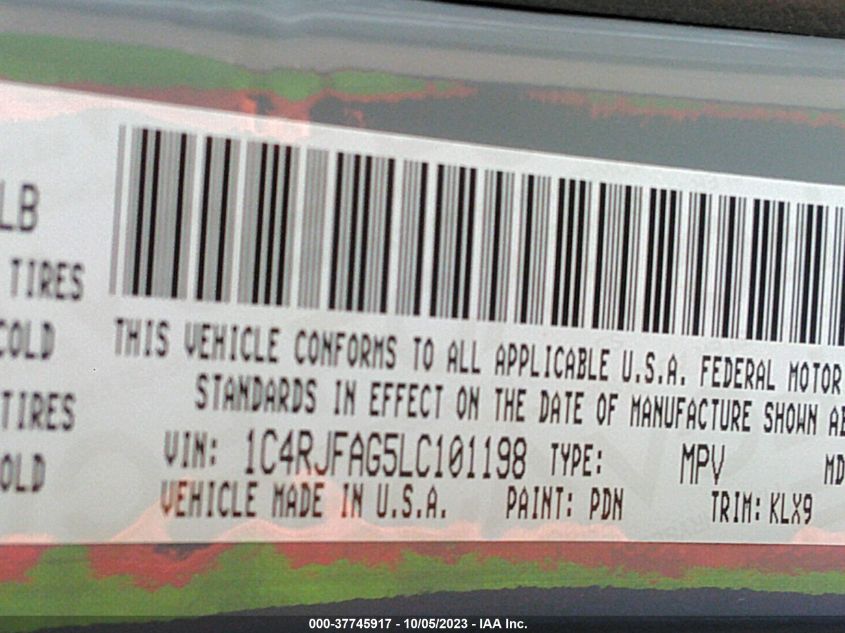 LB
TIRES
COLD
TIRES
OLD
THIS VEHICLE CONFORMS TO ALL APPLICABLE U.S.A. FEDERAL MOTOR
STANDARDS IN EFFECT ON THE DATE OF MANUFACTURE SHOWN AB
VIN: 1C4RJFAG5LC101198 TYPE: MPV MD
VEHICLE MADE IN U.S.A. PAINT: PDN TRIM: KLX9
000-37745917 - 10/05/2023 - IAA Inc.